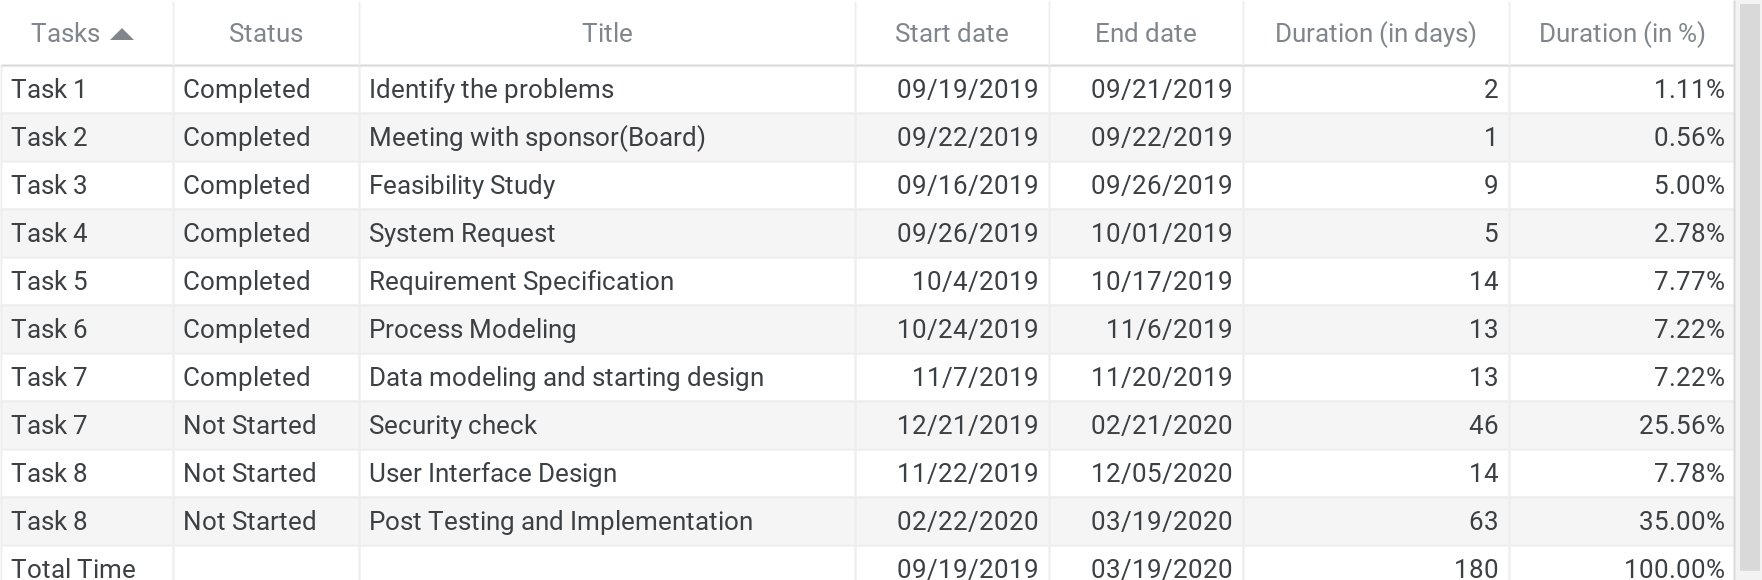 Tasks Status Title Start date End date Duration (in days) Duration (in %)
Task 1 Completed Identify the problems 09/19/2019 09/21/2019 2 1.11%
Task 2 Completed Meeting with sponsor(Board) 09/22/2019 09/22/2019 1 0.56%
Task 3 Completed Feasibility Study 09/16/2019 09/26/2019 9 5.00%
Task 4 Completed System Request 09/26/2019 10/01/2019 5 2.78%
Task 5 Completed Requirement Specification 10/4/2019 10/17/2019 14 7.77%
Task 6 Completed Process Modeling 10/24/2019 11/6/2019 13 7.22%
Task 7 Completed Data modeling and starting design 11/7/2019 11/20/2019 13 7.22%
Task 7 Not Started Security check 12/21/2019 02/21/2020 46 25.56%
Task 8 Not Started User Interface Design 11/22/2019 12/05/2020 14 7.78%
Task 8 Not Started Post Testing and Implementation 02/22/2020 03/19/2020 63 35.00%
Total Time 09/19/2019 03/19/2020 180 100.00%